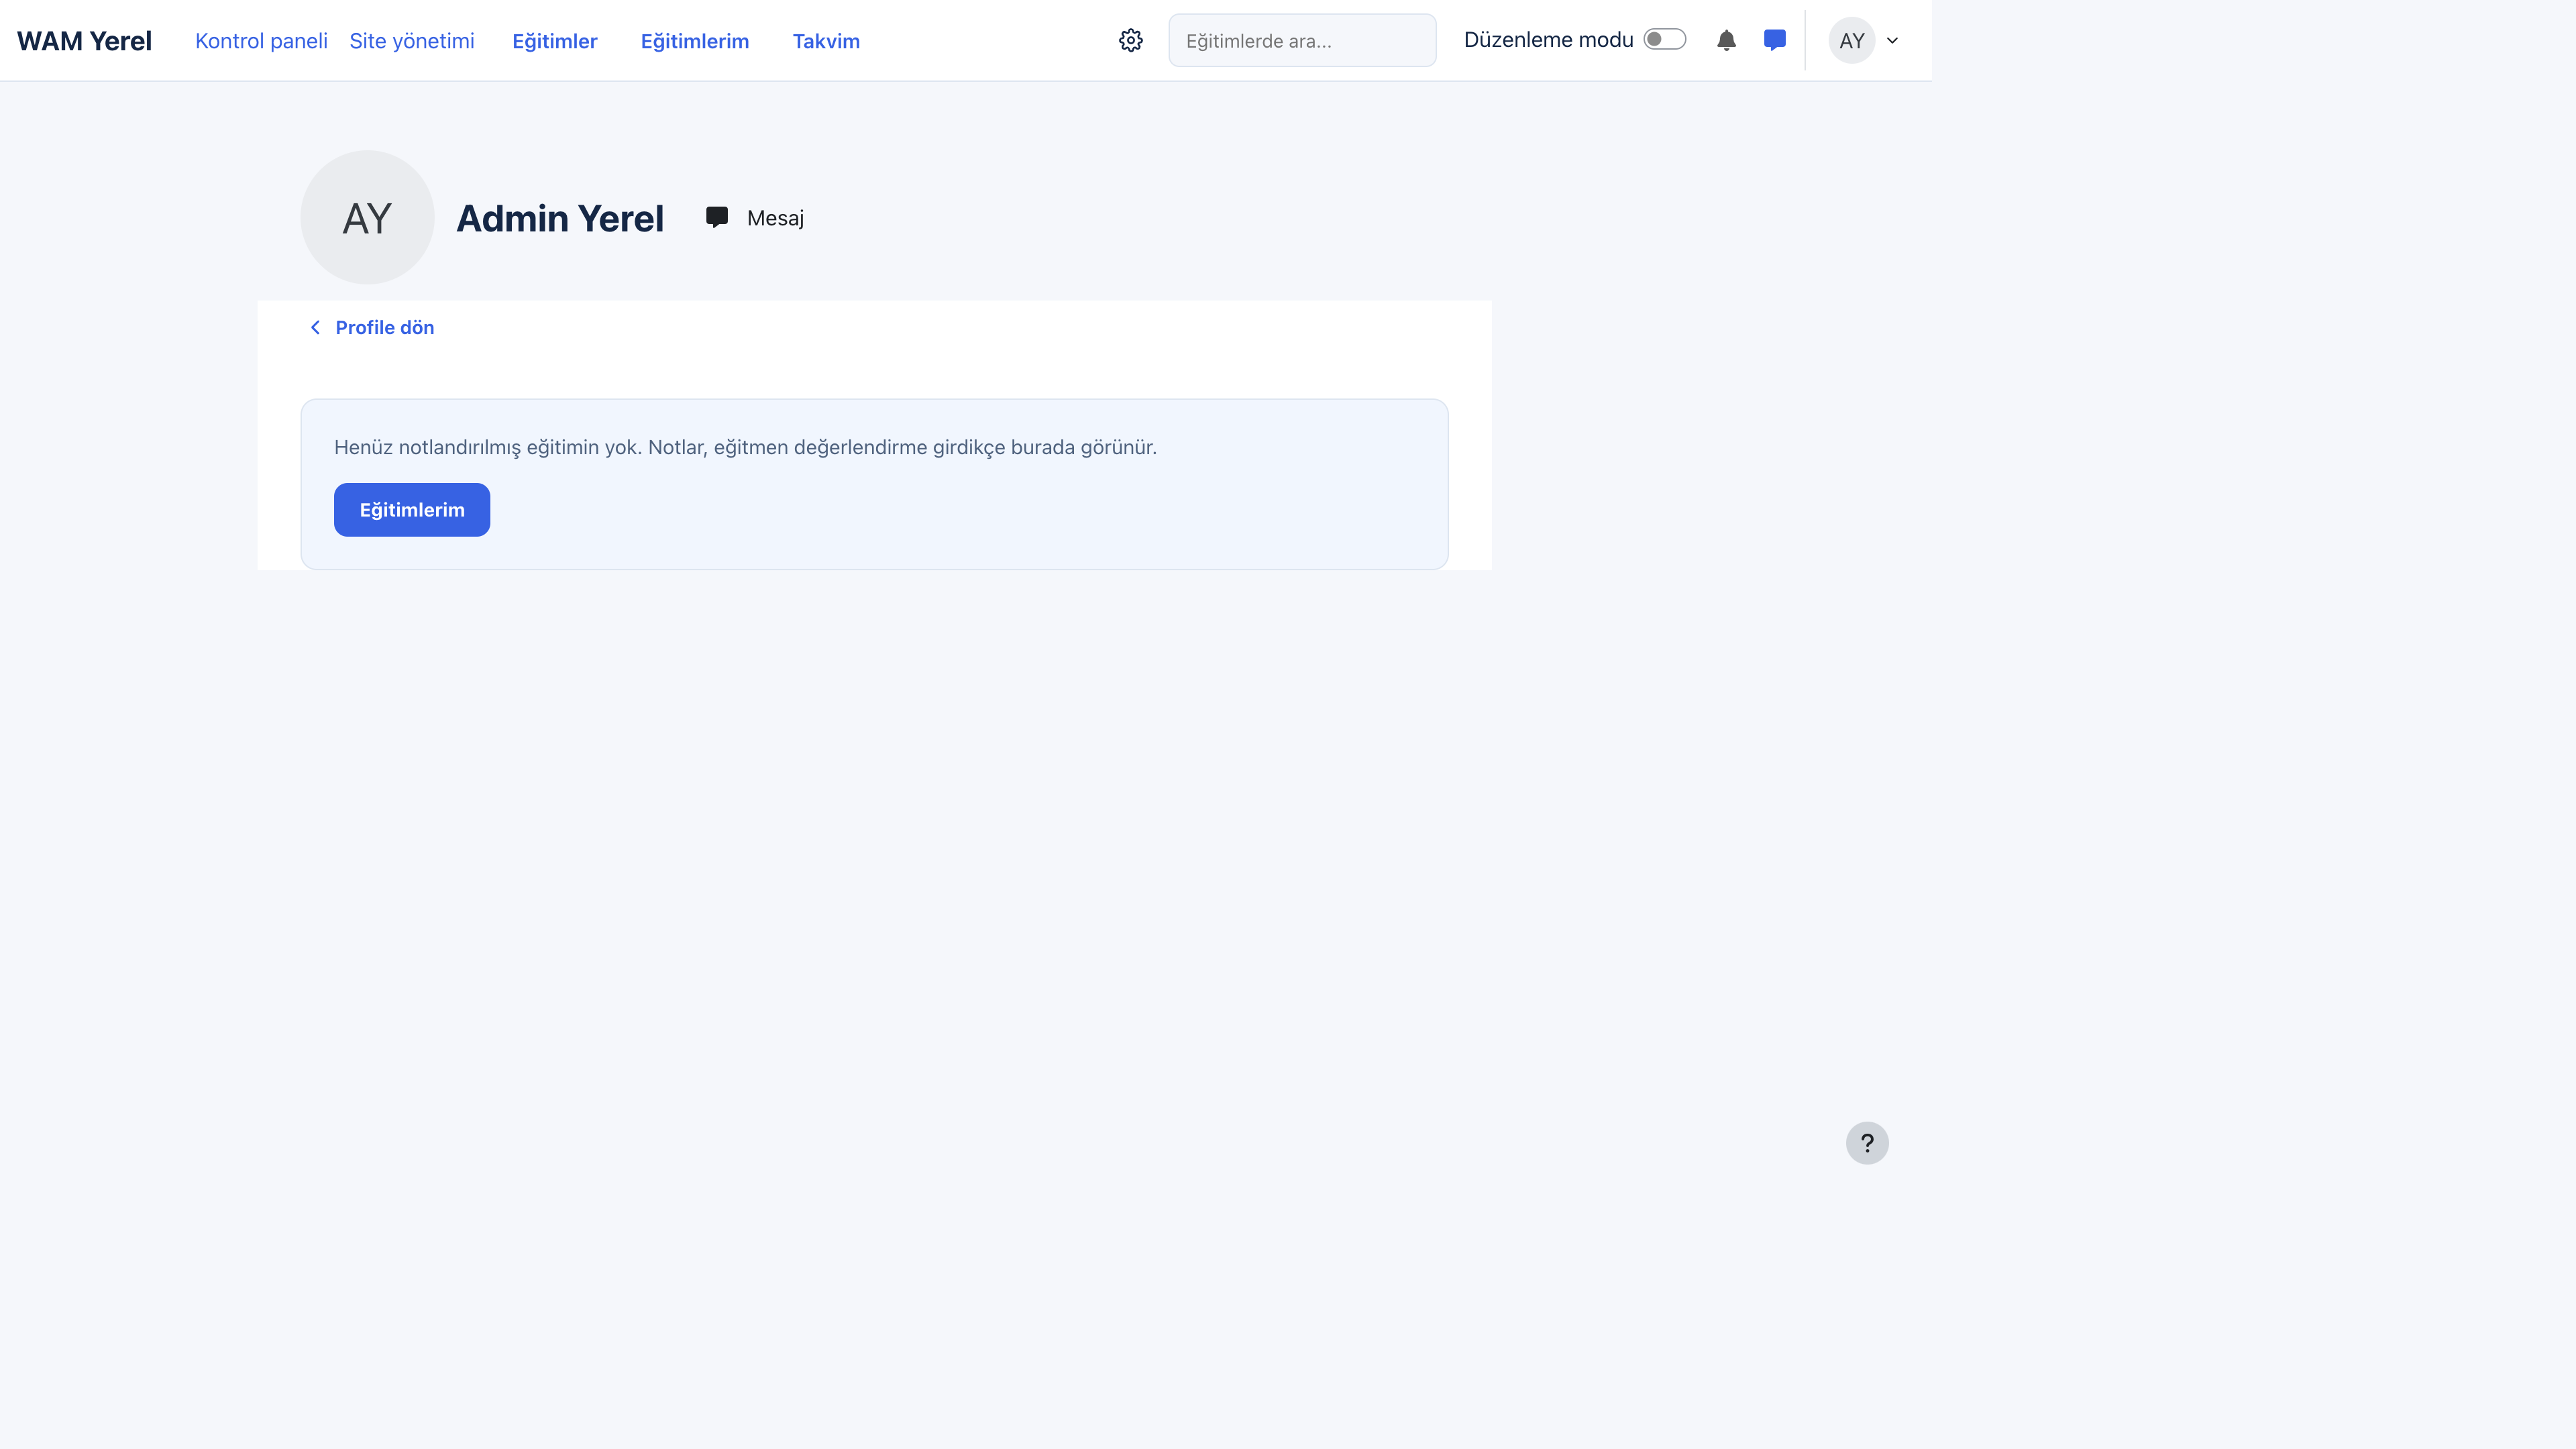 WAM Yerel Kontrol paneli Site yönetimi Eğitimler Eğitimlerim Takvim Eğitimlerde ara... Düzenleme modu AY
AY Admin Yerel Mesaj
Profile dön
Henüz notlandırılmış eğitimin yok. Notlar, eğitmen değerlendirme girdikçe burada görünür.
Eğitimlerim
?